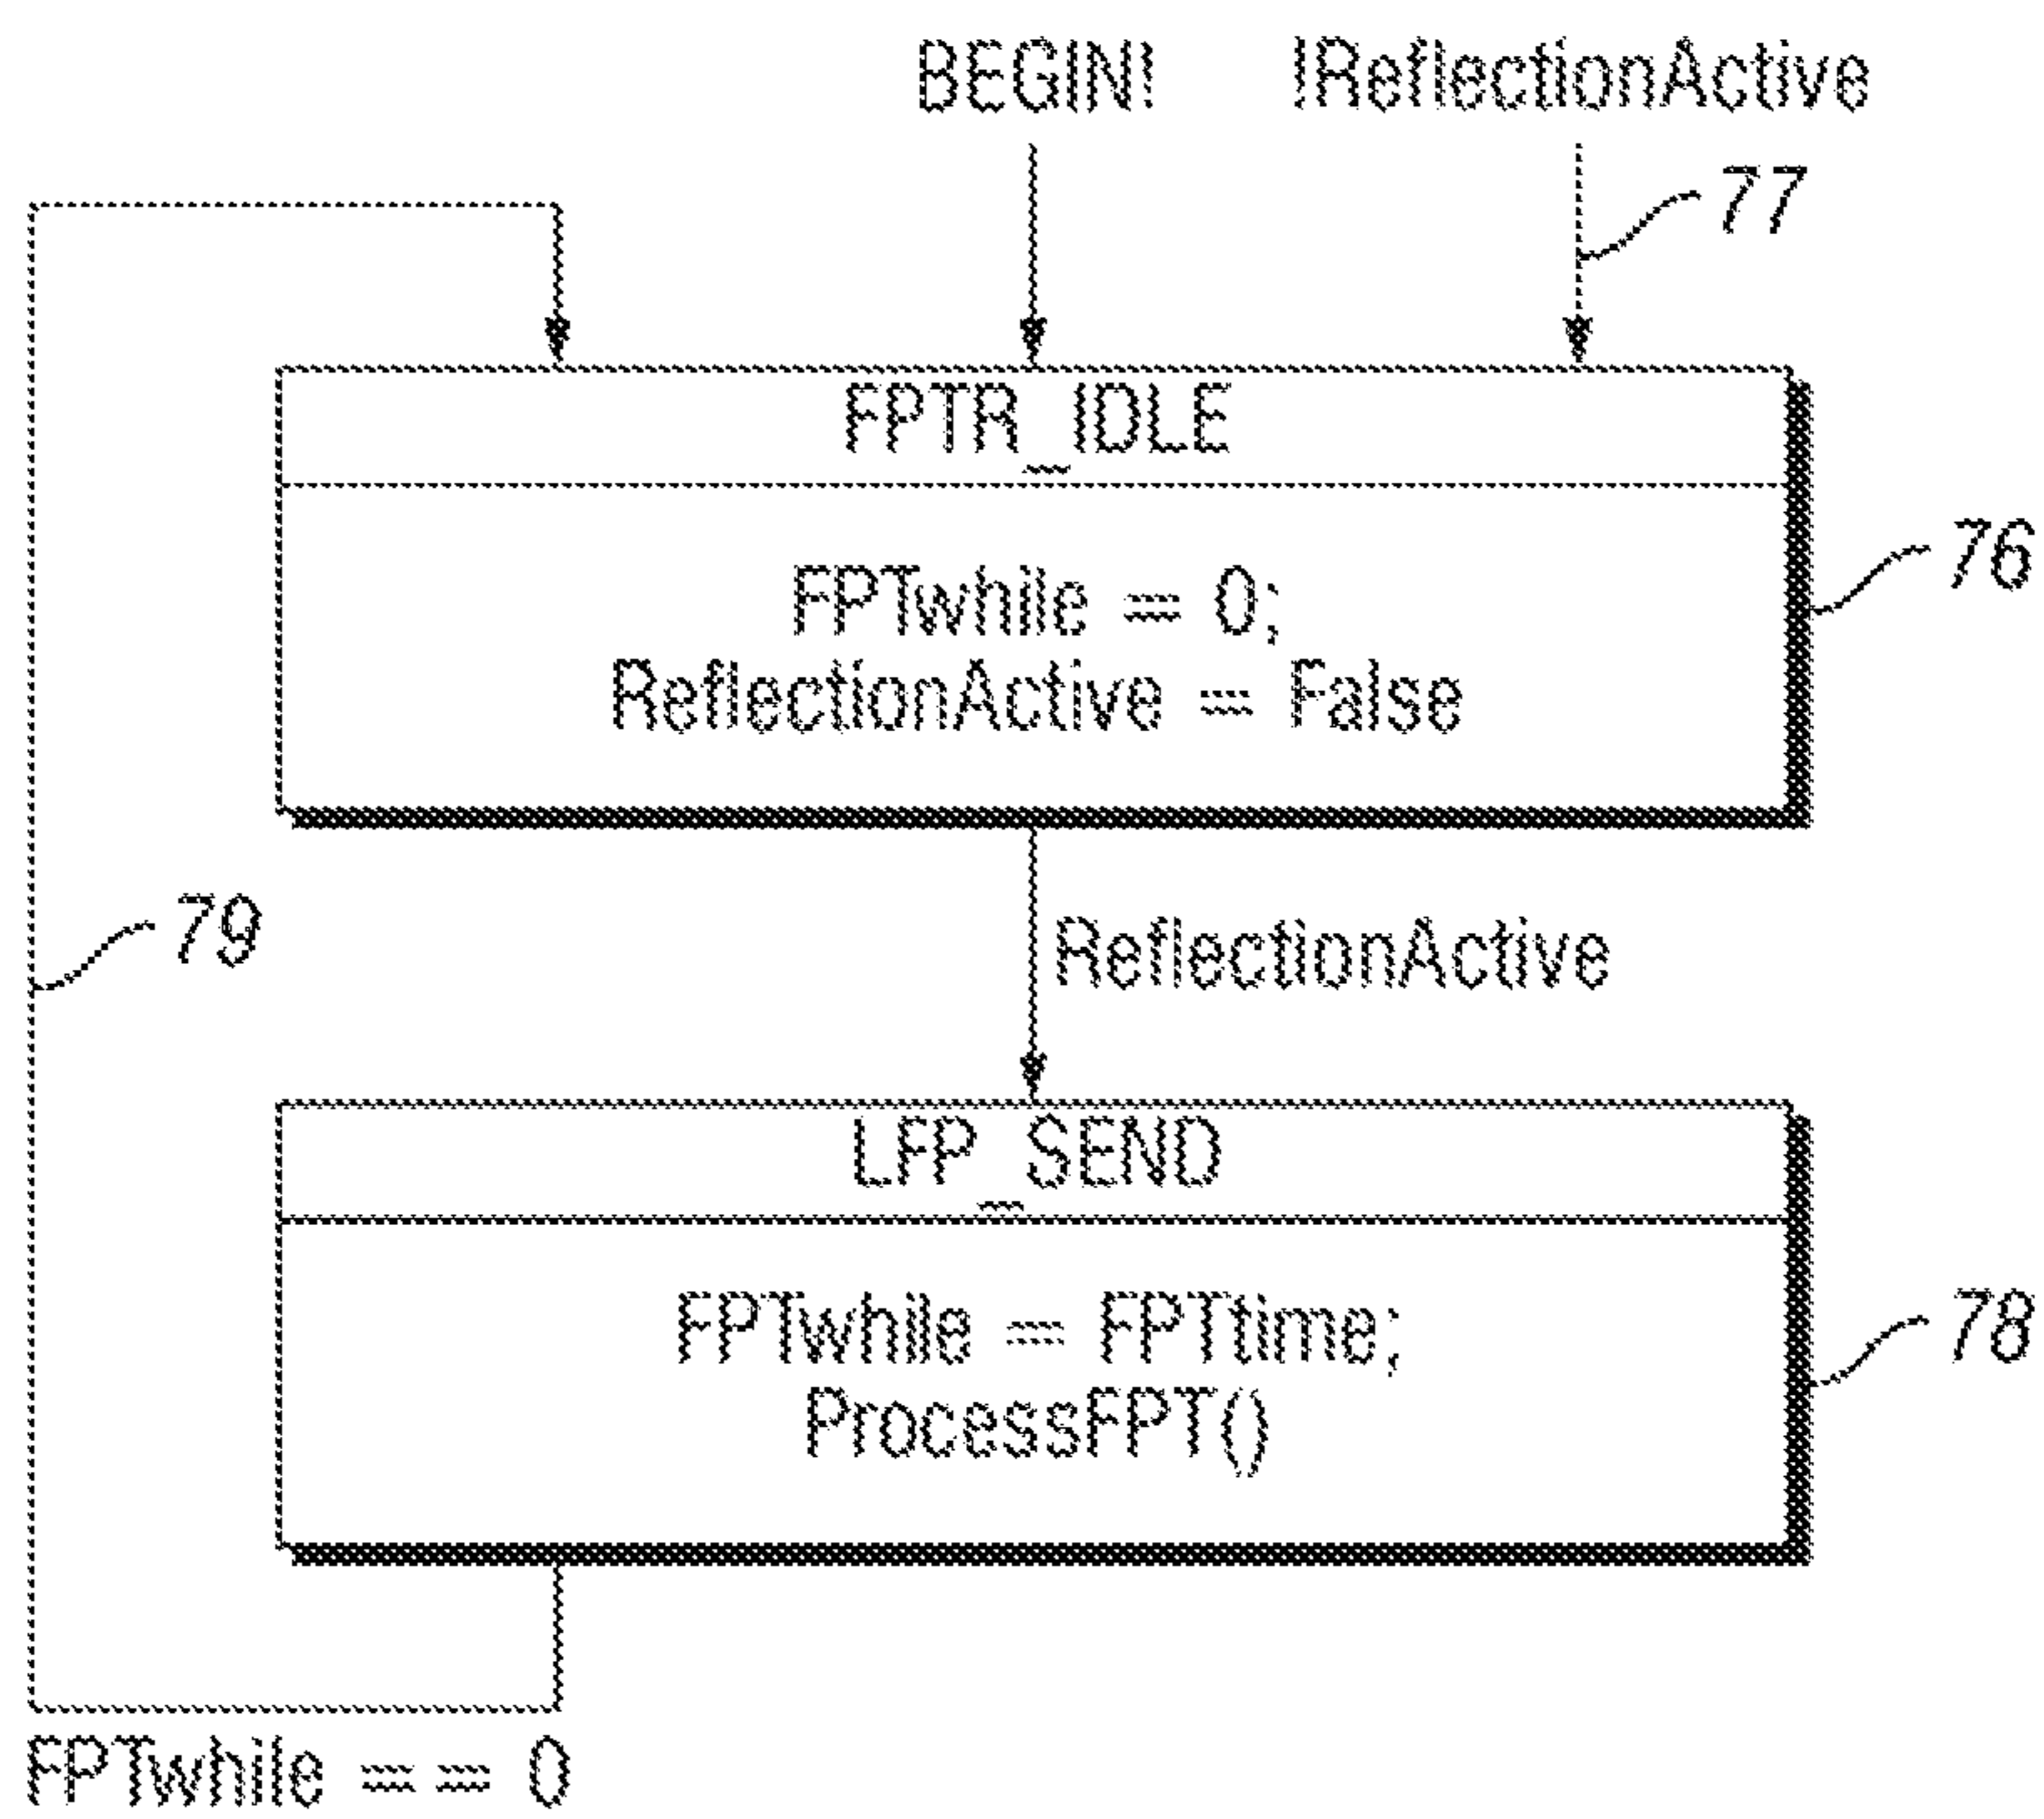 BEGIN!
!ReflectionActive
77
FPTR_IDLE
FPTwhile = 0;
ReflectionActive = False
76
79
ReflectionActive
LFP_SEND
FPTwhile = FPTtime;
ProcessFPT()
78
FPTwhile = = 0